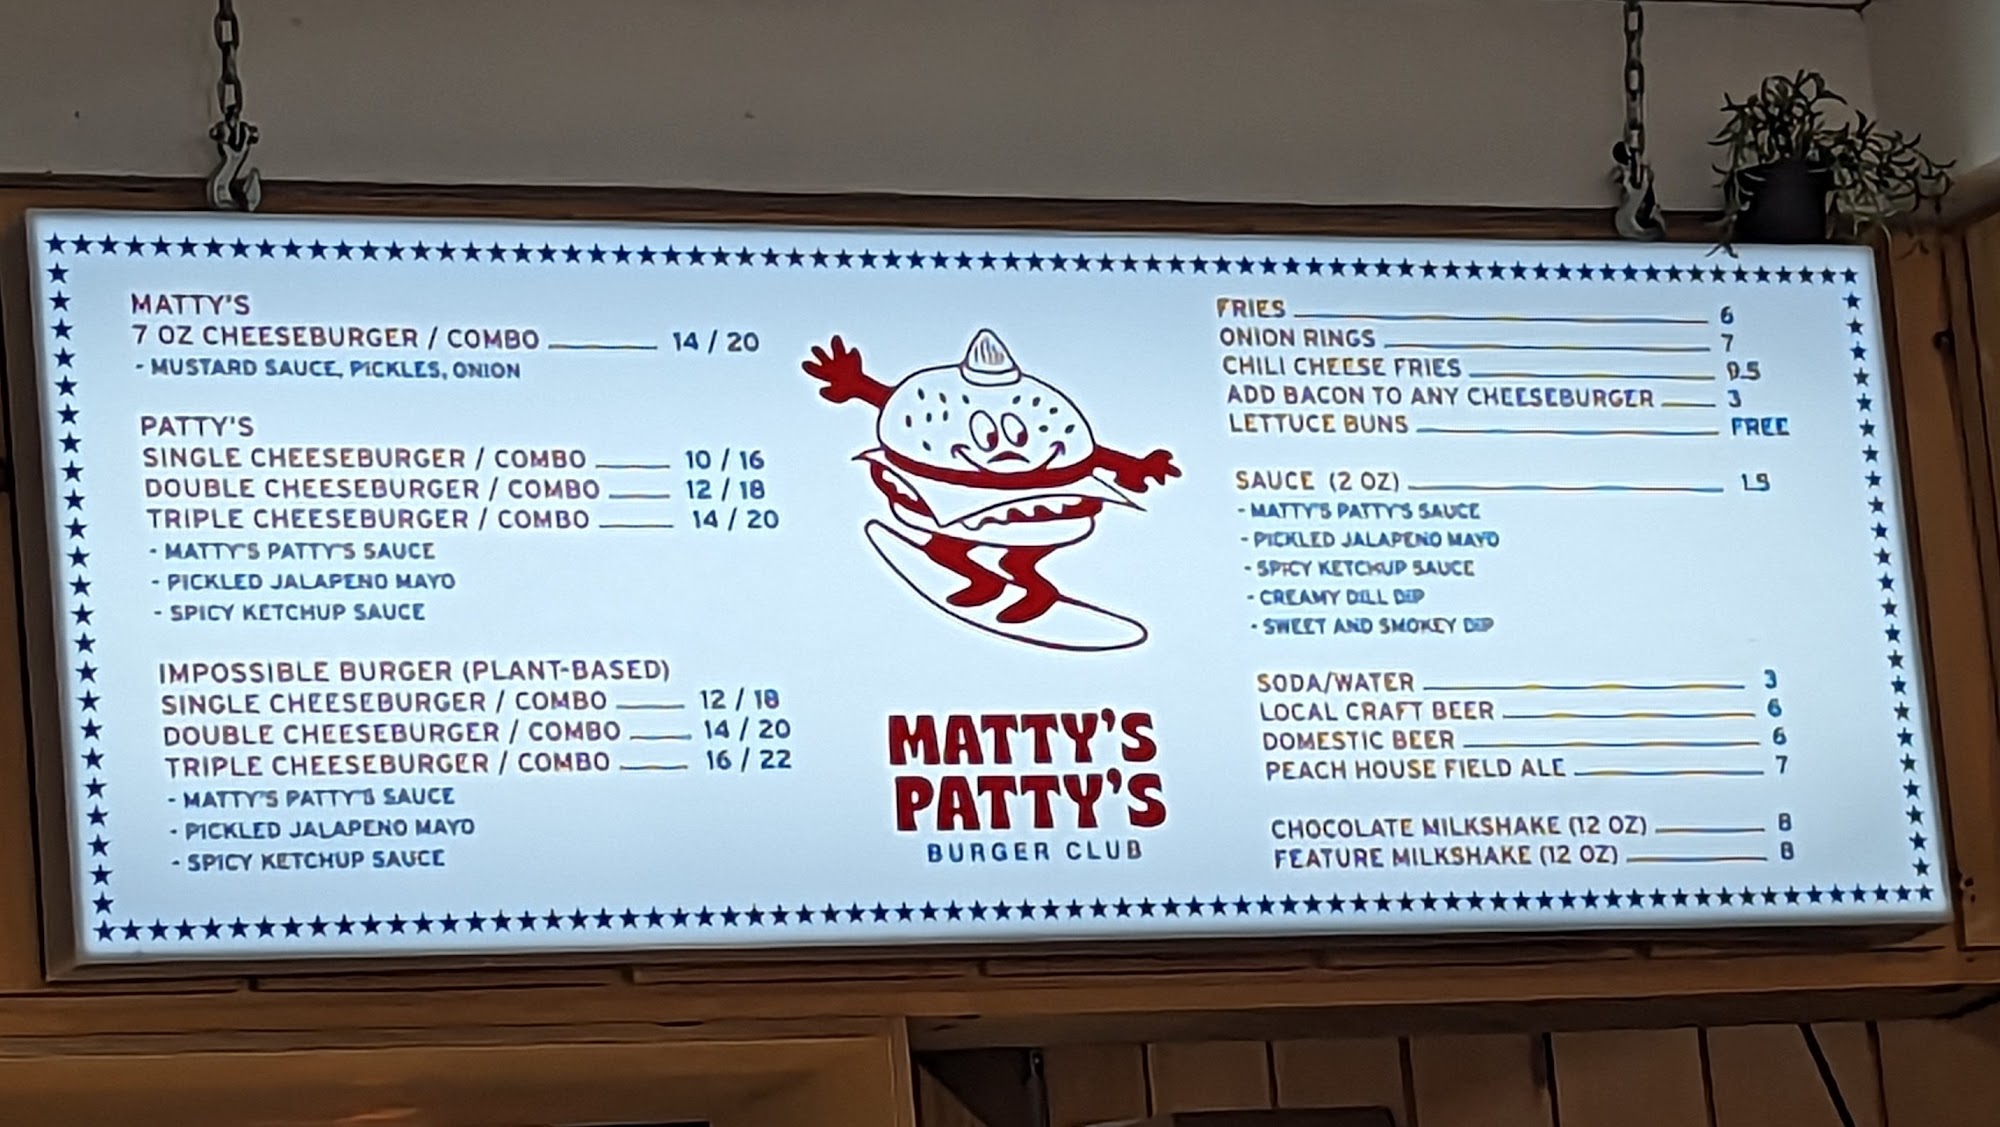 MATTY'S
7 OZ CHEESEBURGER / COMBO 14 / 20
- MUSTARD SAUCE, PICKLES, ONION
PATTY'S
SINGLE CHEESEBURGER / COMBO 10 / 16
DOUBLE CHEESEBURGER / COMBO 12 / 18
TRIPLE CHEESEBURGER / COMBO 14 / 20
- MATTY'S PATTY'S SAUCE
- PICKLED JALAPENO MAYO
- SPICY KETCHUP SAUCE
IMPOSSIBLE BURGER (PLANT-BASED)
SINGLE CHEESEBURGER / COMBO 12 / 18
DOUBLE CHEESEBURGER / COMBO 14 / 20
TRIPLE CHEESEBURGER / COMBO 16 / 22
- MATTY'S PATTY'S SAUCE
- PICKLED JALAPENO MAYO
- SPICY KETCHUP SAUCE
MATTY'S
PATTY'S
BURGER CLUB
FRIES 6
ONION RINGS 7
CHILI CHEESE FRIES 9.5
ADD BACON TO ANY CHEESEBURGER 3
LETTUCE BUNS FREE
SAUCE (2 OZ) 1.5
- MATTY'S PATTY'S SAUCE
- PICKLED JALAPENO MAYO
- SPICY KETCHUP SAUCE
- CREAMY DILL DIP
- SWEET AND SMOKEY DIP
SODA/WATER 3
LOCAL CRAFT BEER 6
DOMESTIC BEER 6
PEACH HOUSE FIELD ALE 7
CHOCOLATE MILKSHAKE (12 OZ) 8
FEATURE MILKSHAKE (12 OZ) 8